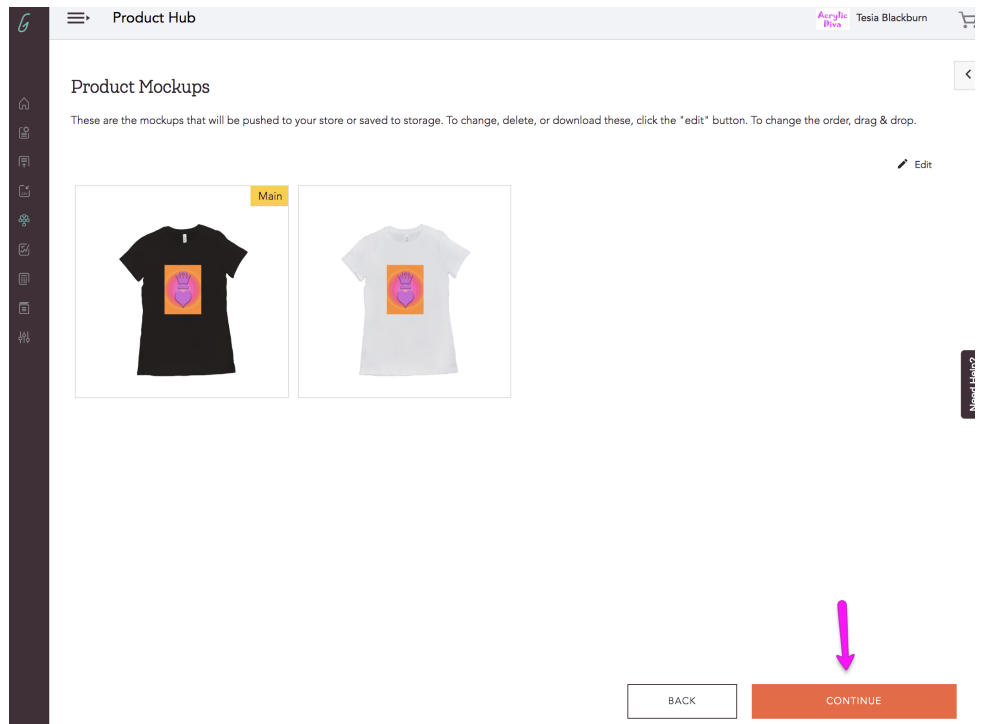 G
Product Hub
Acrylic
Diva
Tesia Blackburn
Product Mockups
These are the mockups that will be pushed to your store or saved to storage. To change, delete, or download these, click the "edit" button. To change the order, drag & drop.
Edit
Main
Need Help?
BACK
CONTINUE